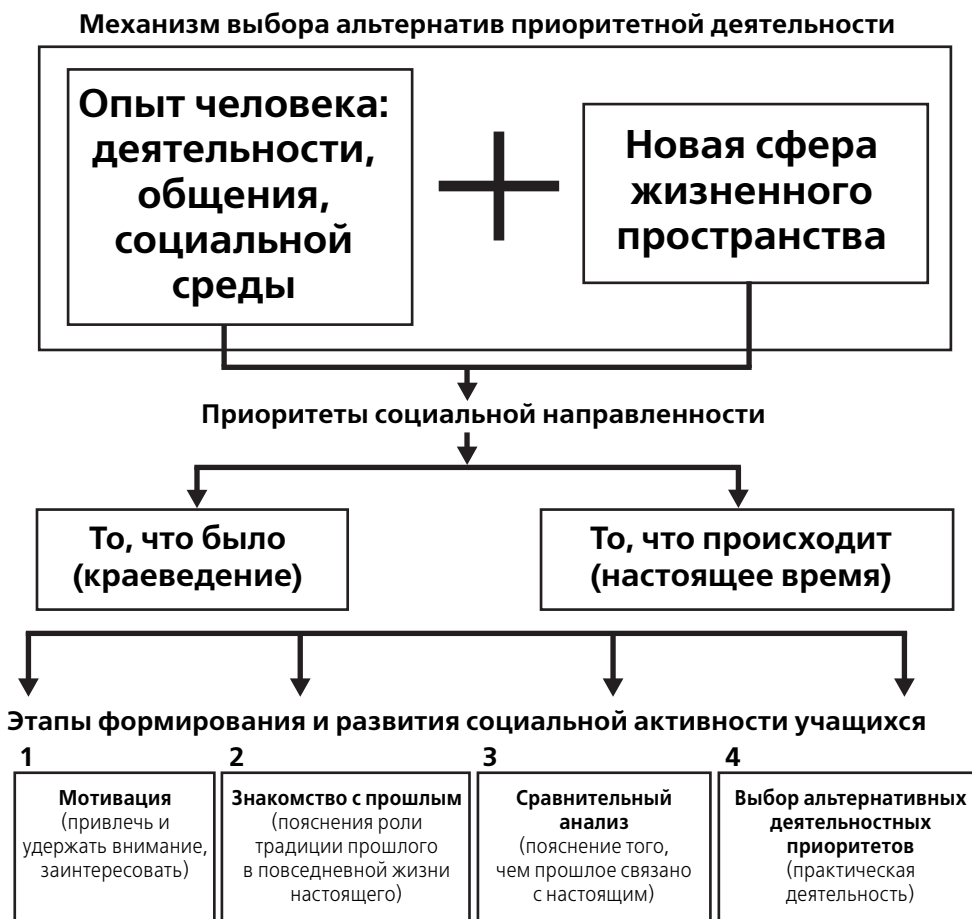 Механизм выбора альтернатив приоритетной деятельности
Опыт человека:
деятельности,
общения,
социальной
среды
Новая сфера
жизненного
пространства
Приоритеты социальной направленности
То, что было
(краеведение)
То, что происходит
(настоящее время)
Этапы формирования и развития социальной активности учащихся
1
Мотивация
(привлечь и
удержать внимание,
заинтересовать)
2
Знакомство с прошлым
(пояснения роли
традиции прошлого
в повседневной жизни
настоящего)
3
Сравнительный
анализ
(пояснение того,
чем прошлое связано
с настоящим)
4
Выбор альтернативных
деятельностных
приоритетов
(практическая
деятельность)